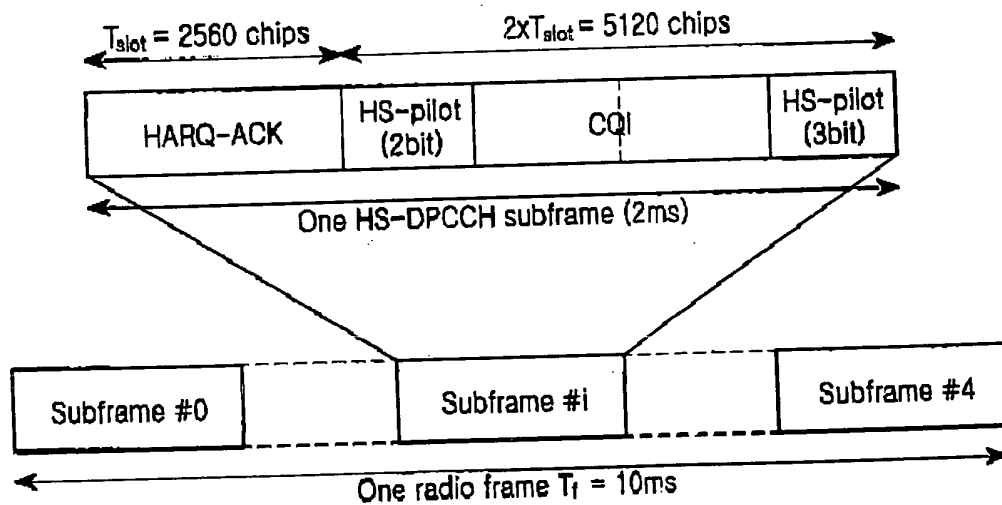 T_slot = 2560 chips
2xT_slot = 5120 chips
HARQ-ACK
HS-pilot
(2bit)
CQI
HS-pilot
(3bit)
One HS-DPCCH subframe (2ms)
Subframe #0
Subframe #i
Subframe #4
One radio frame T_f = 10ms